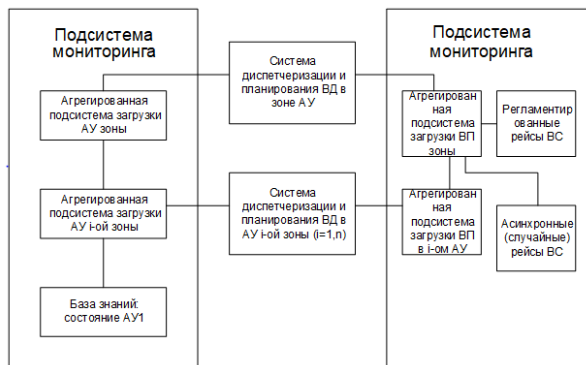 Подсистема
мониторинга
Агрегированная
подсистема загрузки
АУ зоны
Агрегированная
подсистема загрузки
АУ i-ой зоны
База знаний:
состояние АУ1
Система
диспетчеризации и
планирования ВД в
зоне АУ
Система
диспетчеризации и
планирования ВД в
АУ i-ой зоны (i=1,n)
Подсистема
мониторинга
Агрегирован
ная
подсистема
загрузки ВП
зоны
Регламентир
ованные
рейсы ВС
Агрегирован
ная
подсистема
загрузки ВП
в i-ом АУ
Асинхронные
(случайные)
рейсы ВС